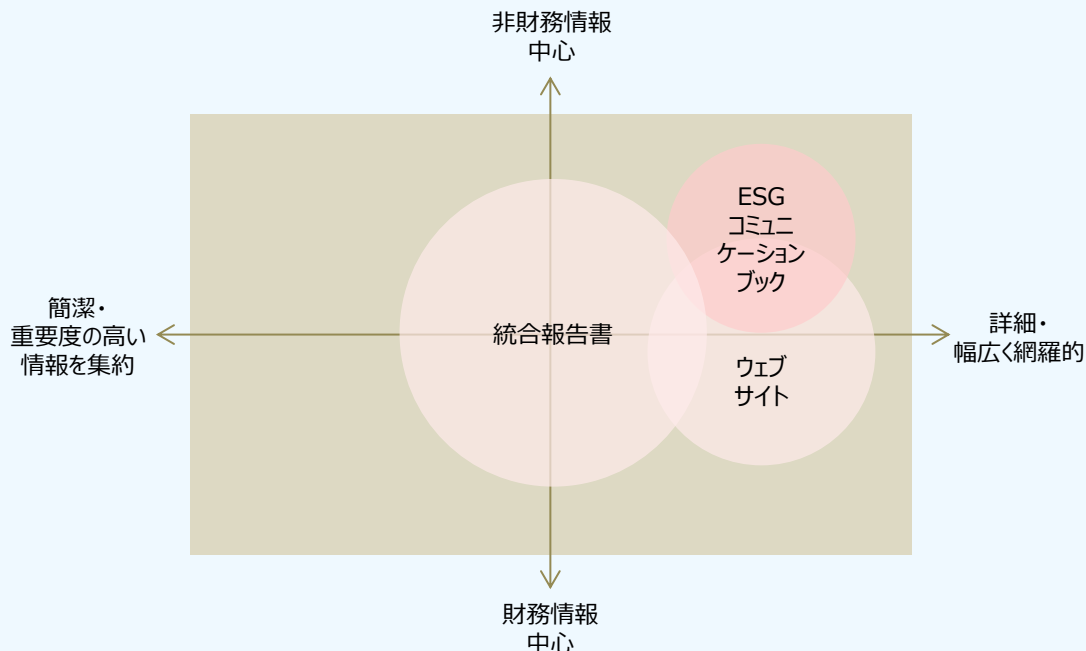 非財務情報
中心
ESG
コミュニ
ケーション
ブック
簡潔・
重要度の高い
情報を集約
統合報告書
詳細・
幅広く網羅的
ウェブ
サイト
財務情報
中心